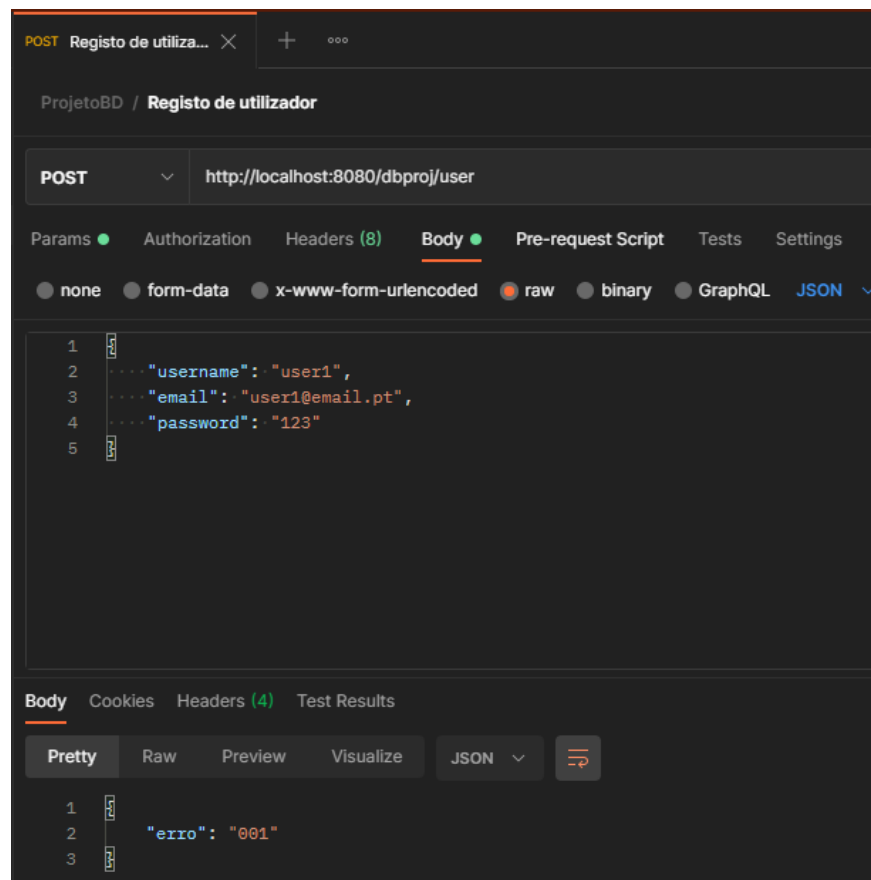 POST Registo de utiliza...
ProjetoBD / Registo de utilizador
POST http://localhost:8080/dbproj/user
Params Authorization Headers (8) Body Pre-request Script Tests Settings
none form-data x-www-form-urlencoded raw binary GraphQL JSON
1 {
2 "username": "user1",
3 "email": "user1@email.pt",
4 "password": "123"
5 }
Body Cookies Headers (4) Test Results
Pretty Raw Preview Visualize JSON
1 {
2 "erro": "001"
3 }